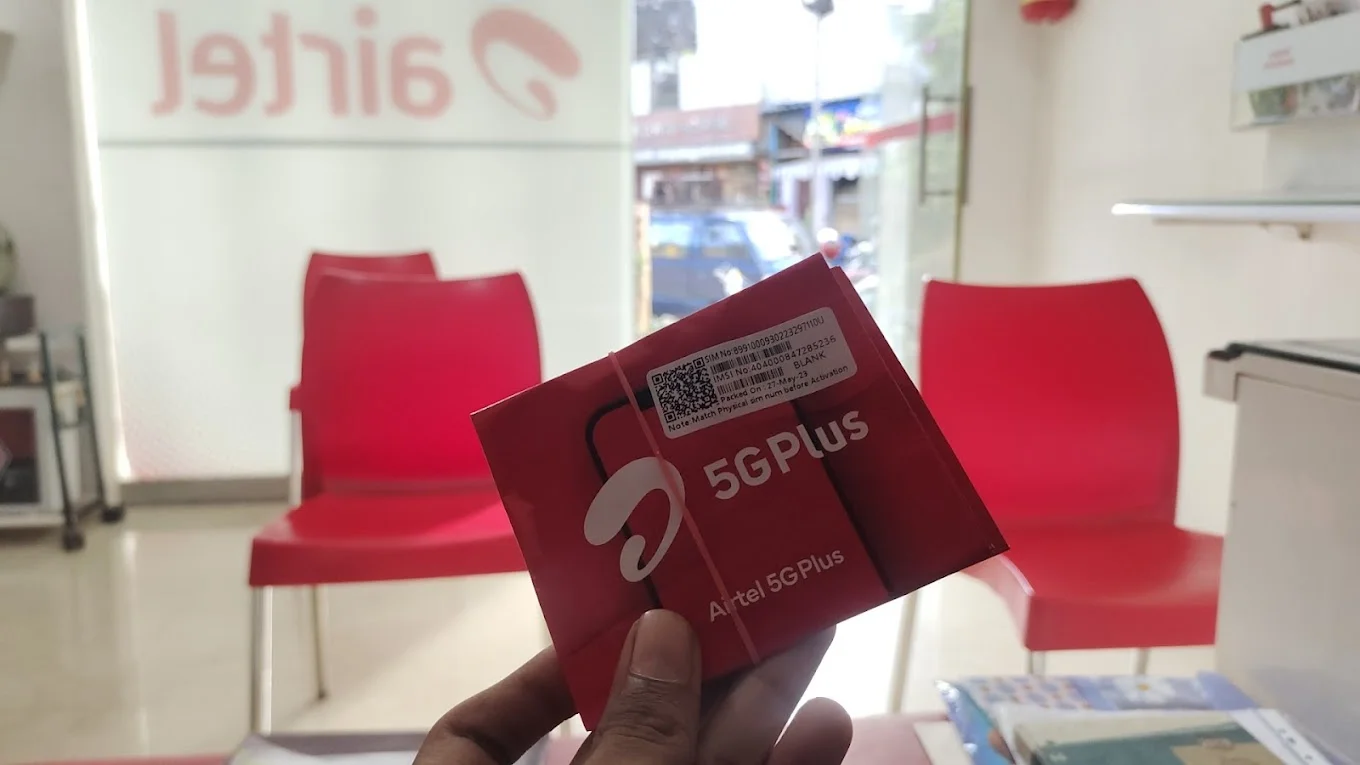 airtel
SIM No:8991000930223297110U
IMSI No:404000847285236
BLANK
Packed On : 27-May-23
Note Match Physical sim num before Activation
5G Plus
Airtel 5G Plus